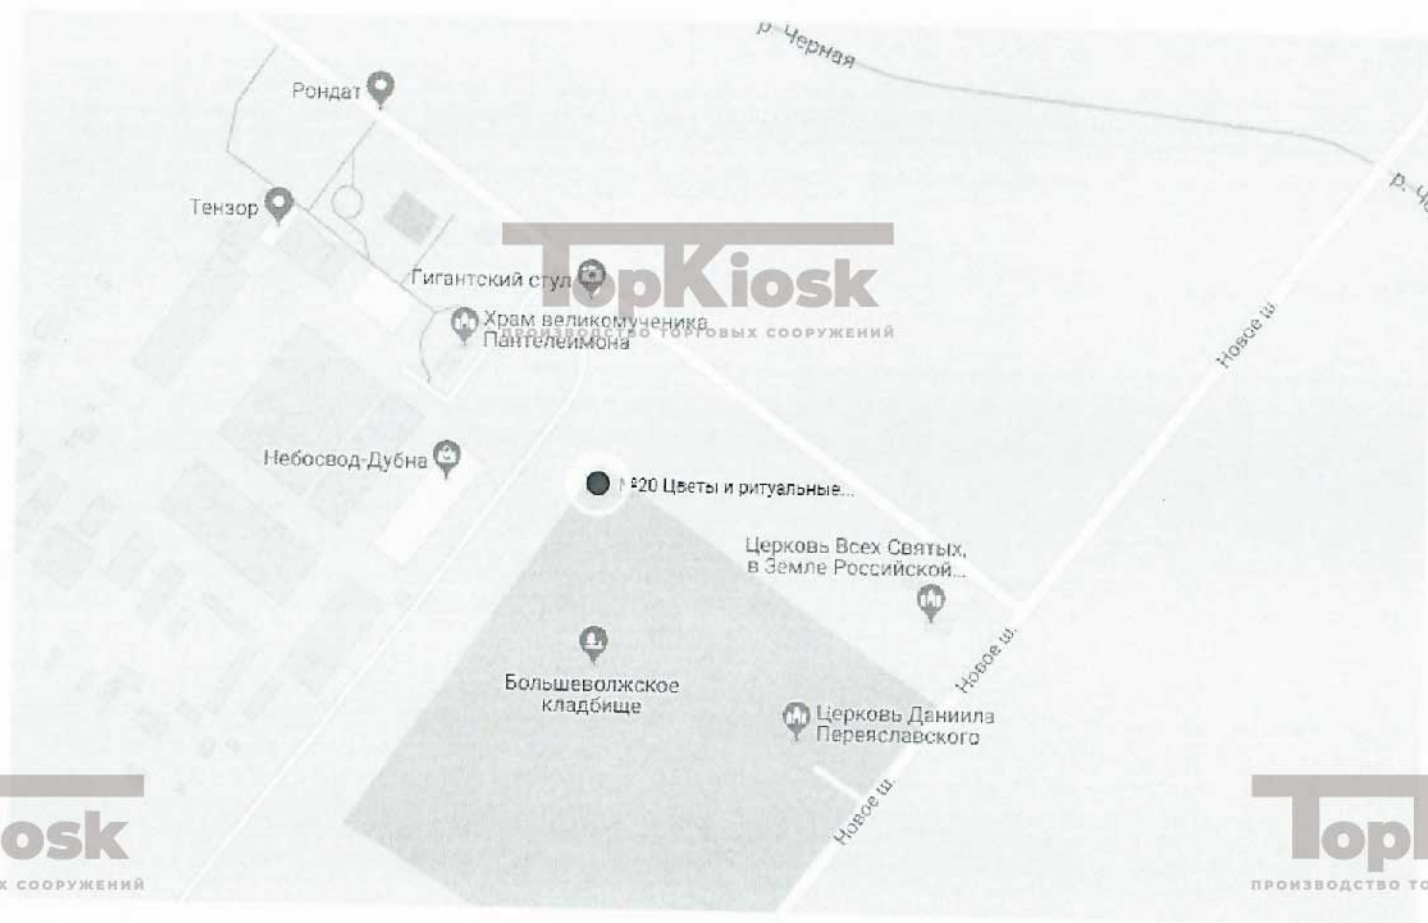 р. Черная
Рондат
р. Ча
Тензор
TopKiosk
ПРОИЗВОДСТВО ТОРГОВЫХ СООРУЖЕНИЙ
Гигантский стул
Храм великомученика
Пантелеимона
Новое ш.
Небосвод-Дубна
№20 Цветы и ритуальные...
Церковь Всех Святых,
в Земле Российской...
Новое ш.
Большеволжское
кладбище
Церковь Даниила
Переяславского
Новое ш.
osk
Х СООРУЖЕНИЙ
Top
ПРОИЗВОДСТВО ТО